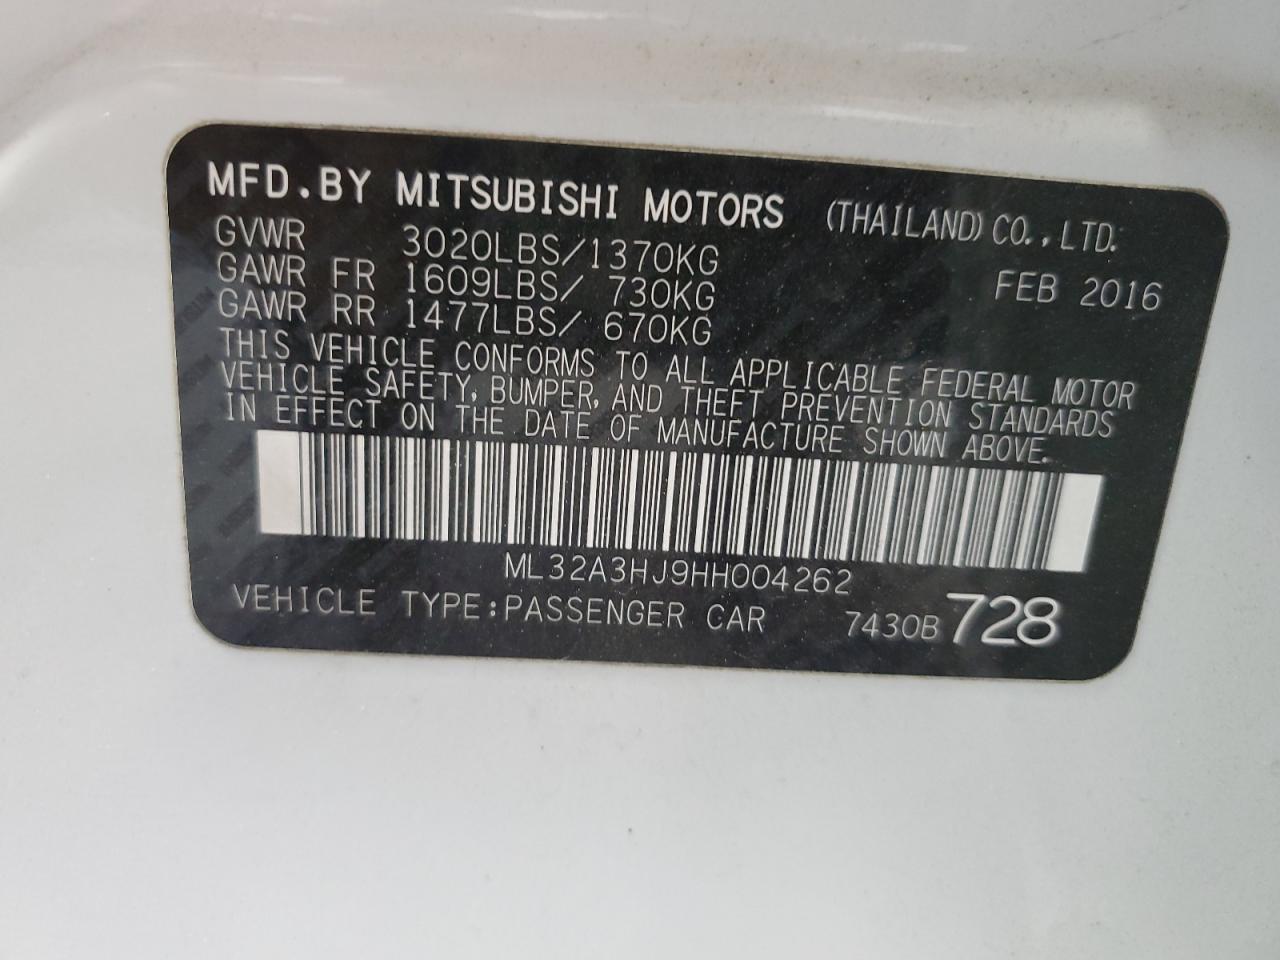 MFD.BY MITSUBISHI MOTORS (THAILAND) CO., LTD.
GVWR 3020LBS/1370KG FEB 2016
GAWR FR 1609LBS/ 730KG
GAWR RR 1477LBS/ 670KG
THIS VEHICLE CONFORMS TO ALL APPLICABLE FEDERAL MOTOR
VEHICLE SAFETY, BUMPER, AND THEFT PREVENTION STANDARDS
IN EFFECT ON THE DATE OF MANUFACTURE SHOWN ABOVE.
ML32A3HJ9HH004262
VEHICLE TYPE:PASSENGER CAR 7430B 728